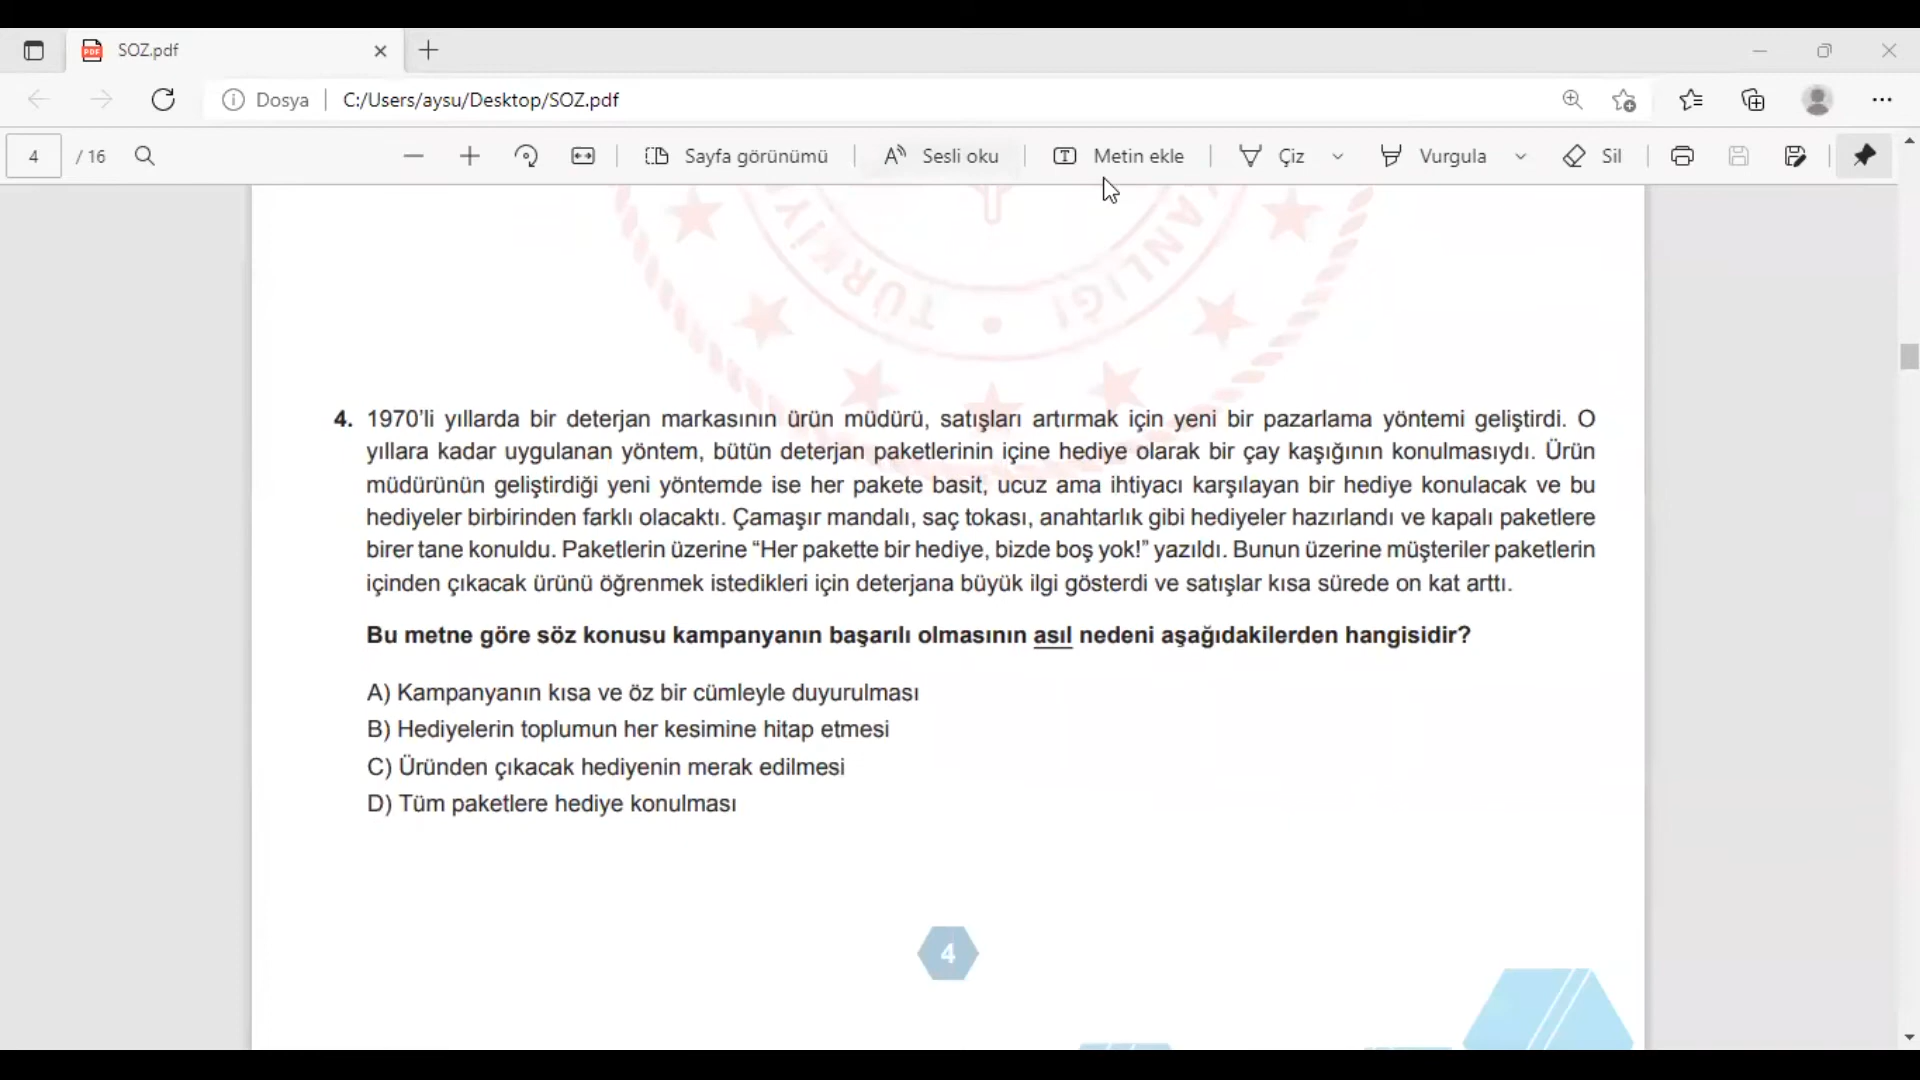 SOZ.pdf
Dosya
C:/Users/aysu/Desktop/SOZ.pdf
4 / 16
Sayfa görünümü
Sesli oku
Metin ekle
Çiz
Vurgula
Sil
4. 1970’li yıllarda bir deterjan markasının ürün müdürü, satışları artırmak için yeni bir pazarlama yöntemi geliştirdi. O
yıllara kadar uygulanan yöntem, bütün deterjan paketlerinin içine hediye olarak bir çay kaşığının konulmasıydı. Ürün
müdürünün geliştirdiği yeni yöntemde ise her pakete basit, ucuz ama ihtiyacı karşılayan bir hediye konulacak ve bu
hediyeler birbirinden farklı olacaktı. Çamaşır mandalı, saç tokası, anahtarlık gibi hediyeler hazırlandı ve kapalı paketlere
birer tane konuldu. Paketlerin üzerine “Her pakette bir hediye, bizde boş yok!” yazıldı. Bunun üzerine müşteriler paketlerin
içinden çıkacak ürünü öğrenmek istedikleri için deterjana büyük ilgi gösterdi ve satışlar kısa sürede on kat arttı.
Bu metne göre söz konusu kampanyanın başarılı olmasının asıl nedeni aşağıdakilerden hangisidir?
A) Kampanyanın kısa ve öz bir cümleyle duyurulması
B) Hediyelerin toplumun her kesimine hitap etmesi
C) Üründen çıkacak hediyenin merak edilmesi
D) Tüm paketlere hediye konulması
4